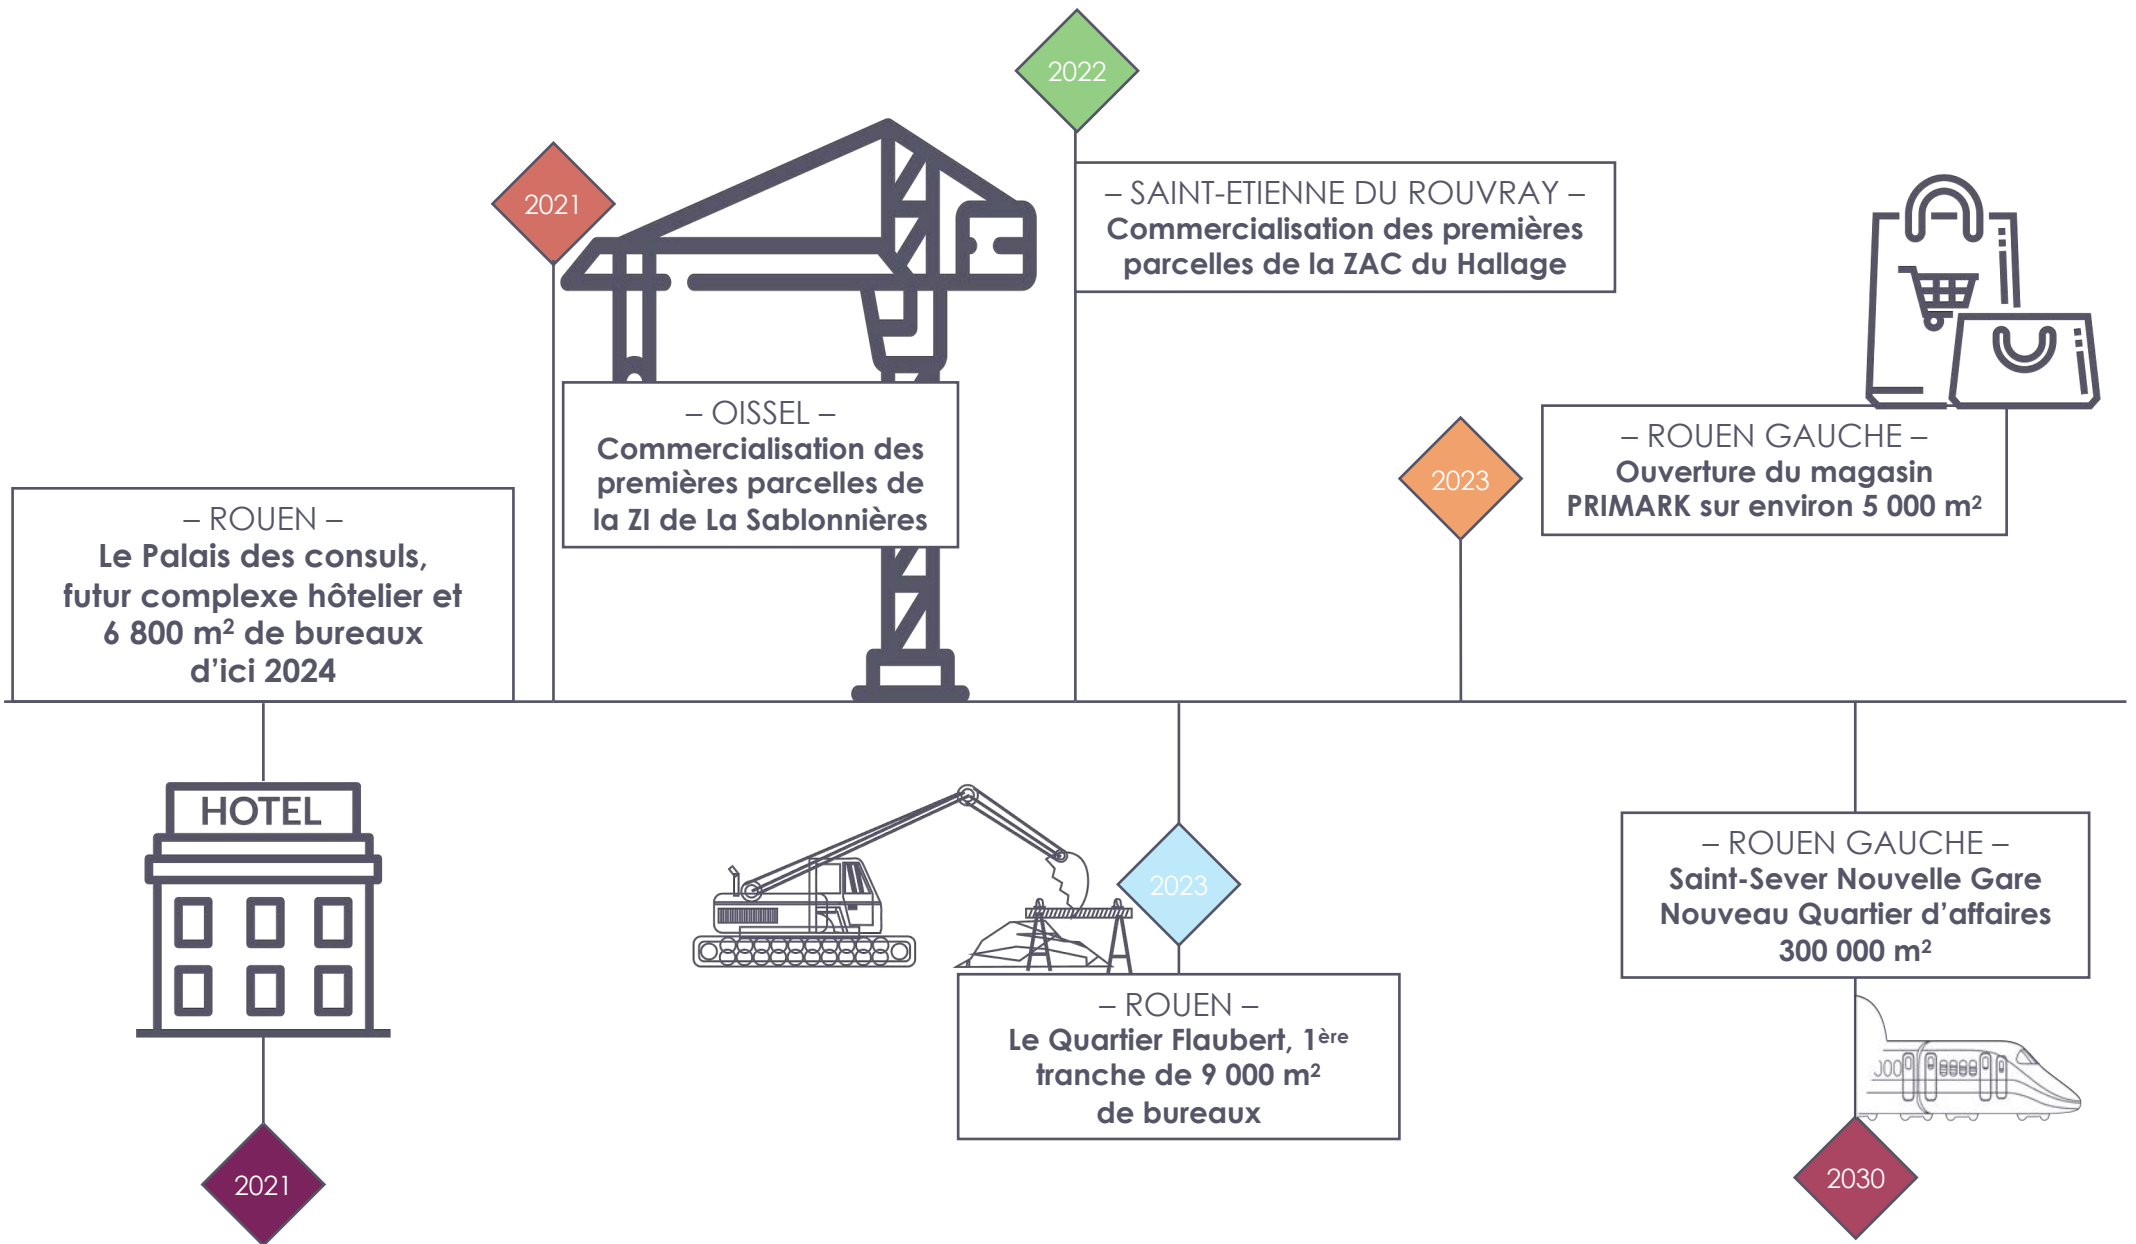 2022
2021
– SAINT-ETIENNE DU ROUVRAY –
Commercialisation des premières
parcelles de la ZAC du Hallage
– OISSEL –
Commercialisation des
premières parcelles de
la ZI de La Sablonnières
2023
– ROUEN GAUCHE –
Ouverture du magasin
PRIMARK sur environ 5 000 m²
– ROUEN –
Le Palais des consuls,
futur complexe hôtelier et
6 800 m² de bureaux
d’ici 2024
HOTEL
2021
2023
– ROUEN –
Le Quartier Flaubert, 1ère
tranche de 9 000 m²
de bureaux
– ROUEN GAUCHE –
Saint-Sever Nouvelle Gare
Nouveau Quartier d’affaires
300 000 m²
2030